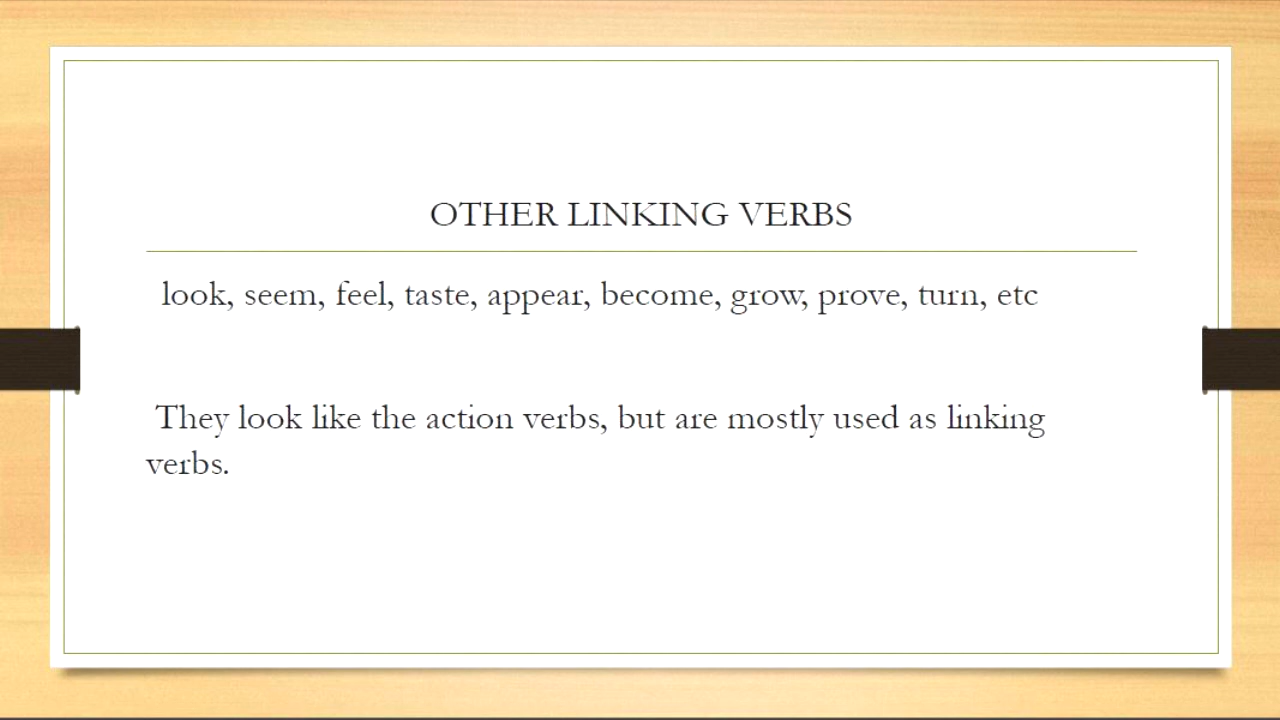 OTHER LINKING VERBS
look, seem, feel, taste, appear, become, grow, prove, turn, etc
They look like the action verbs, but are mostly used as linking
verbs.